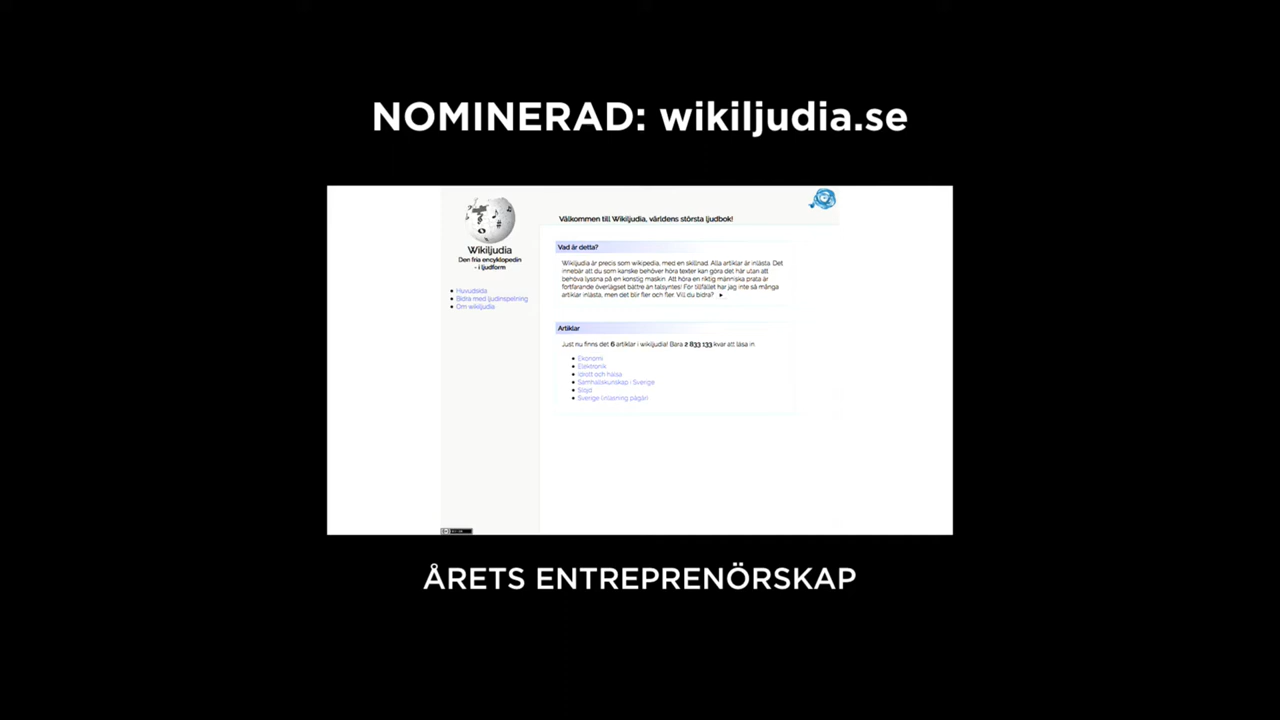 NOMINERAD: wikiljudia.se
Välkommen till Wikiljudia, världens största ljudbok!
Wikiljudia
Den fria encyklopedin
- i ljudform
Huvudsida
Bidra med ljudinspelning
Om wikiljudia
Vad är detta?
Wikiljudia är precis som wikipedia, med en skillnad. Alla artiklar är inlästa. Det
innebär att du som kanske behöver höra texter kan göra det här utan att
behöva lyssna på en konstig maskin. Att höra en riktig människa prata är
fortfarande överlägset bättre än talsyntes! För tillfället har jag inte så många
artiklar inlästa, men det blir fler och fler. Vill du bidra?
Artiklar
Just nu finns det 6 artiklar i wikiljudia! Bara 2 833 133 kvar att läsa in
Ekonomi
Elektronik
Idrott och hälsa
Samhällskunskap i Sverige
Slöjd
Sverige (inläsning pågår)
ÅRETS ENTREPRENÖRSKAP